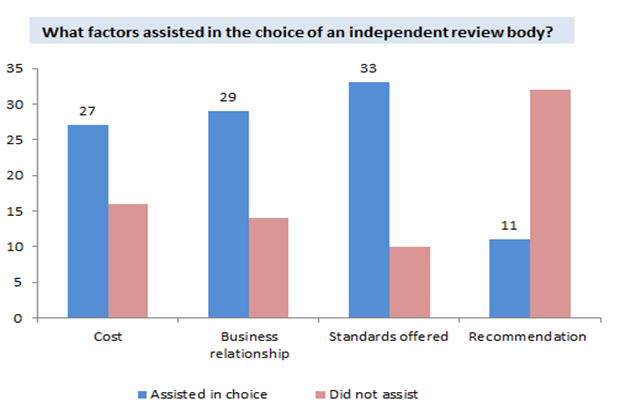 What factors assisted in the choice of an independent review body?
35
30
25
20
15
10
5
0
27
29
33
11
Cost
Business
relationship
Standards offered
Recommendation
Assisted in choice
Did not assist